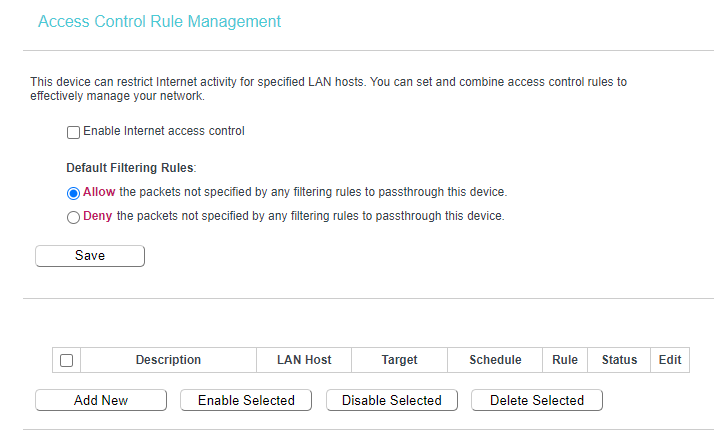 Access Control Rule Management
This device can restrict Internet activity for specified LAN hosts. You can set and combine access control rules to
effectively manage your network.
Enable Internet access control
Default Filtering Rules:
Allow the packets not specified by any filtering rules to passthrough this device.
Deny the packets not specified by any filtering rules to passthrough this device.
Save
Description LAN Host Target Schedule Rule Status Edit
Add New Enable Selected Disable Selected Delete Selected